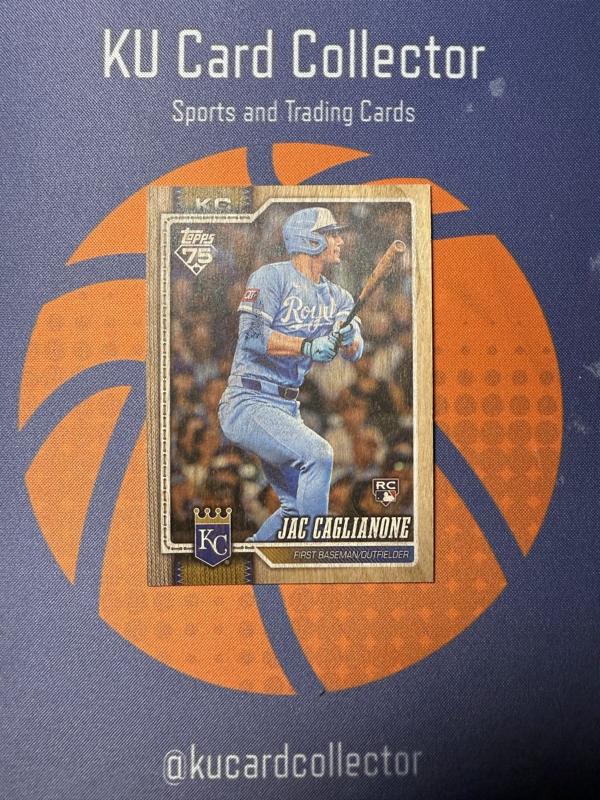 KU Card Collector
Sports and Trading Cards
KC
Topps
75
Royals
RC
KC
JAC CAGLIANONE
FIRST BASEMAN/OUTFIELDER
@kucardcollector